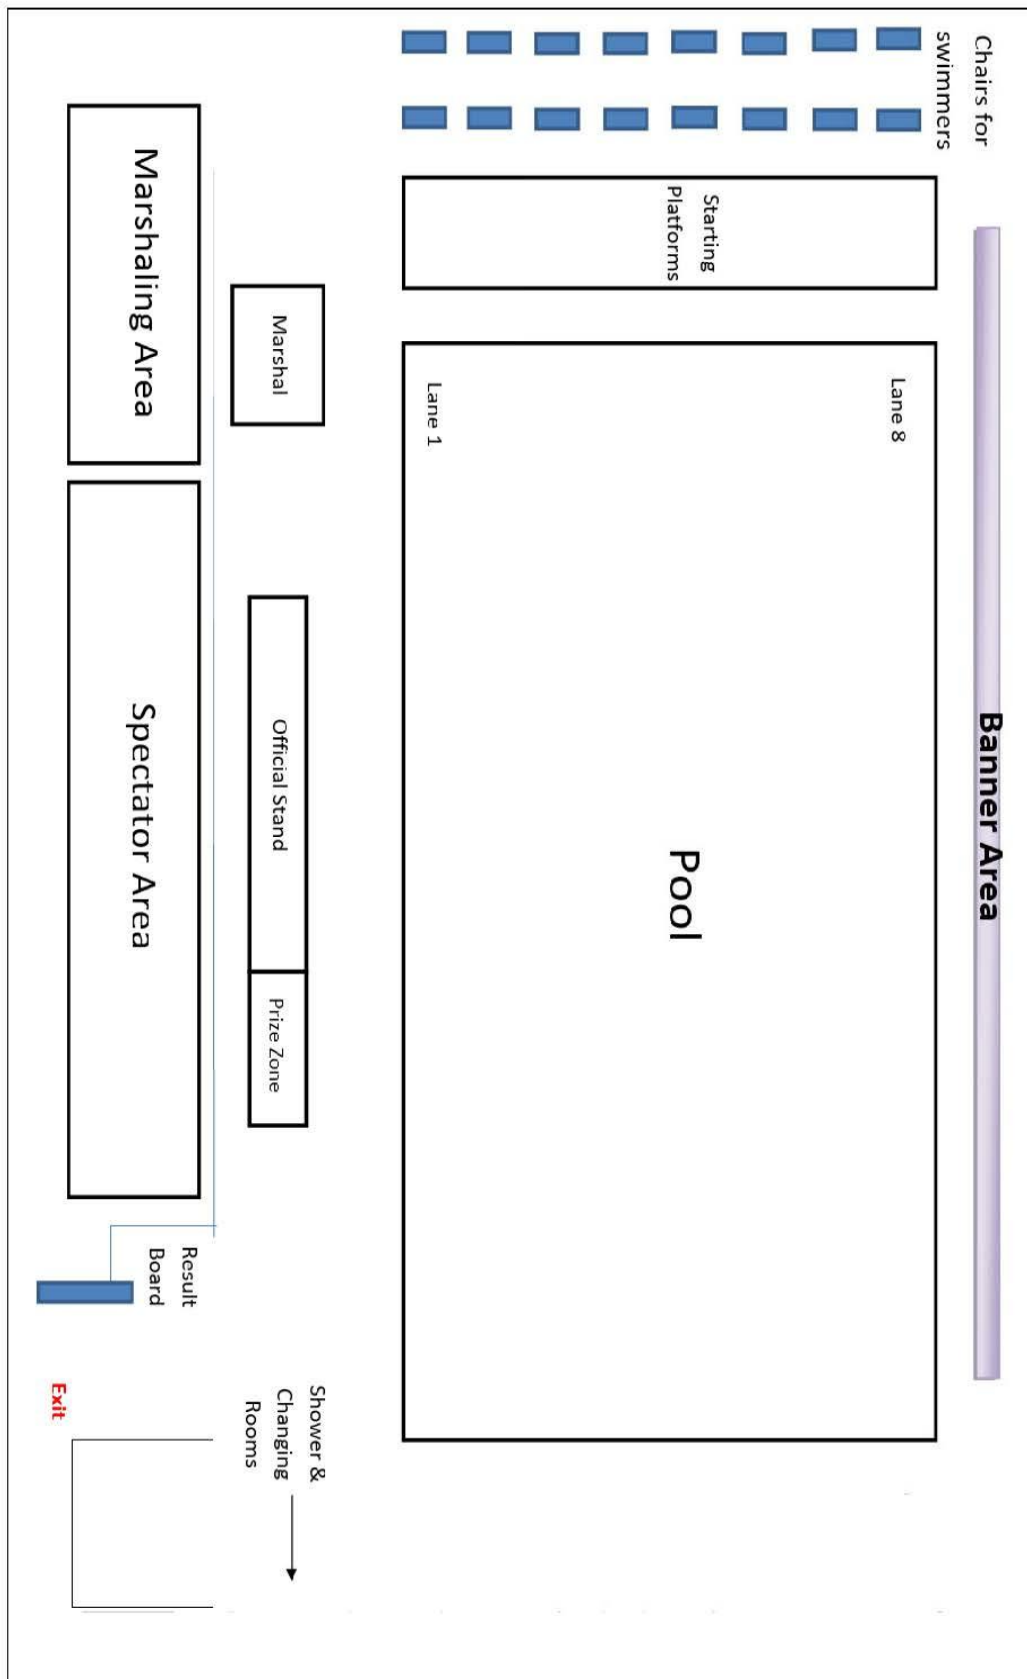 Banner Area
Chairs for
swimmers
Starting
Platforms
Lane 8
Pool
Lane 1
Marshal
Official Stand
Prize Zone
Shower &
Changing
Rooms
Marshaling Area
Spectator Area
Result
Board
Exit